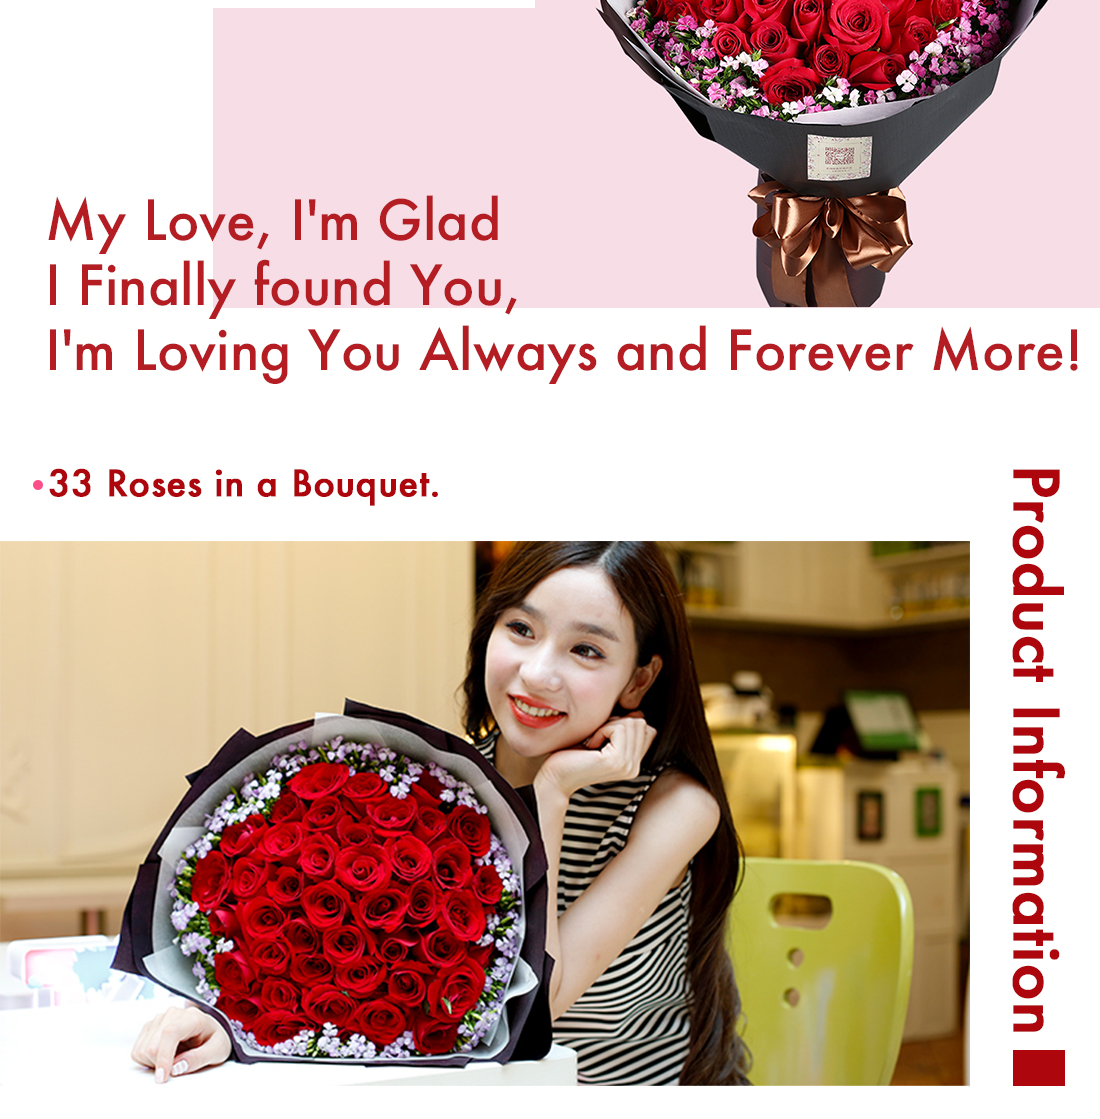 My Love, I'm Glad
I Finally found You,
I'm Loving You Always and Forever More!
•33 Roses in a Bouquet.
Product Information